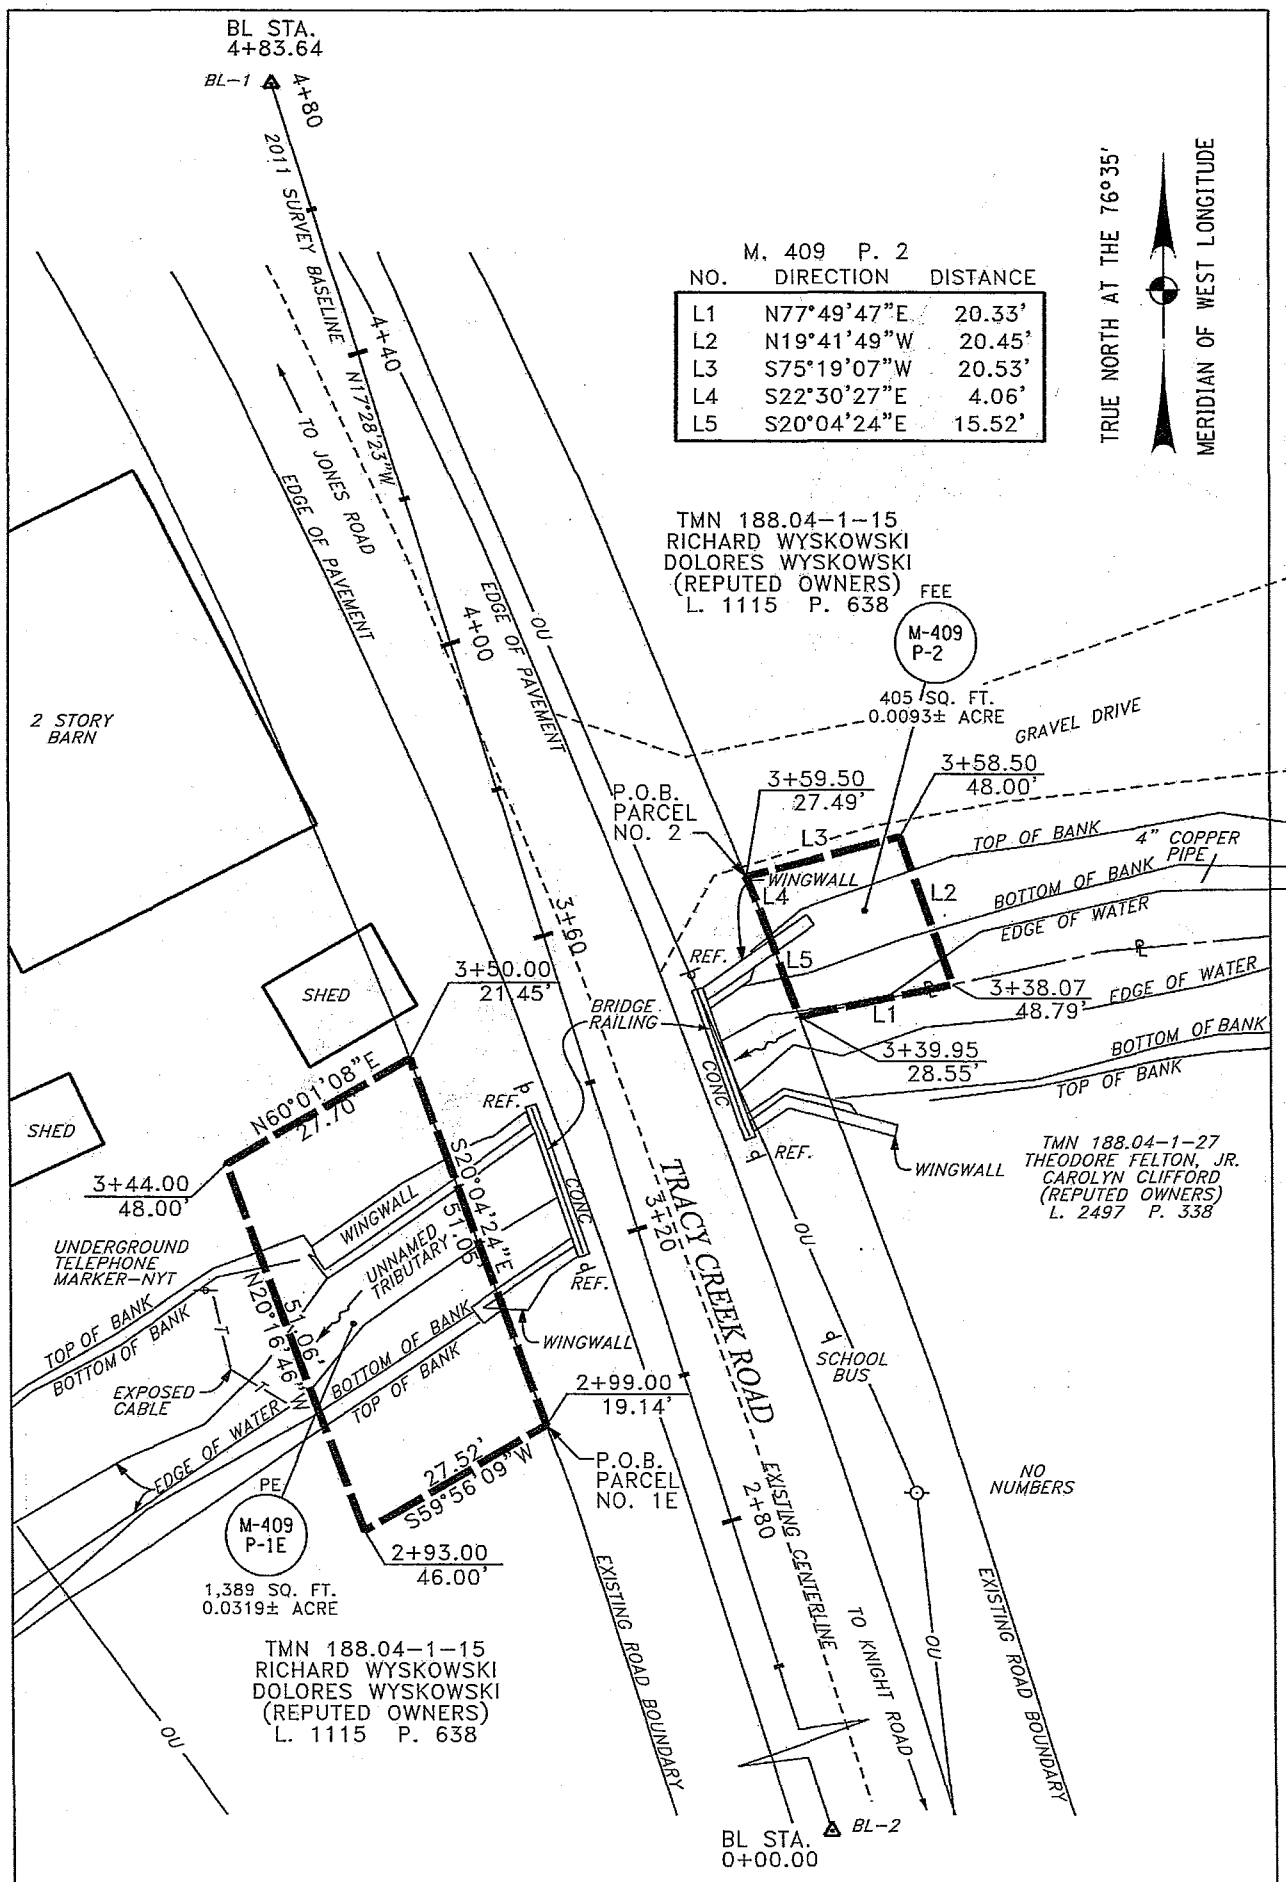 BL STA.
4+83.64
BL-1
4+80
2011 SURVEY BASELINE
N17°28'23"W
4+40
TO JONES ROAD
EDGE OF PAVEMENT
TRUE NORTH AT THE 76°35'
MERIDIAN OF WEST LONGITUDE
M. 409 P. 2
NO. DIRECTION DISTANCE
L1 N77°49'47"E 20.33'
L2 N19°41'49"W 20.45'
L3 S75°19'07"W 20.53'
L4 S22°30'27"E 4.06'
L5 S20°04'24"E 15.52'
TMN 188.04-1-15
RICHARD WYSKOWSKI
DOLORES WYSKOWSKI
(REPUTED OWNERS)
L. 1115 P. 638
FEE
M-409
P-2
405 SQ. FT.
0.0093± ACRE
EDGE OF PAVEMENT
OU
4+00
2 STORY
BARN
GRAVEL DRIVE
3+59.50
27.49'
3+58.50
48.00'
P.O.B.
PARCEL
NO. 2
L3
TOP OF BANK
4" COPPER
PIPE
WINGWALL
L4
L2
BOTTOM OF BANK
EDGE OF WATER
3+60
REF.
L5
PL
SHED
3+50.00
21.45'
BRIDGE
RAILING
L1
PL
3+38.07
48.79'
EDGE OF WATER
3+39.95
28.55'
BOTTOM OF BANK
TOP OF BANK
CONC
N60°01'08"E
27.70'
SHED
REF.
REF.
WINGWALL
TMN 188.04-1-27
THEODORE FELTON, JR.
CAROLYN CLIFFORD
(REPUTED OWNERS)
L. 2497 P. 338
3+44.00
48.00'
S20°04'24"E
51.05'
CONC
TRACY CREEK ROAD
3+20
OU
UNDERGROUND
TELEPHONE
MARKER-NYT
WINGWALL
UNNAMED
TRIBUTARY
REF.
WINGWALL
51.06'
N20°16'46"W
T
T
TOP OF BANK
BOTTOM OF BANK
EXPOSED
CABLE
BOTTOM OF BANK
TOP OF BANK
SCHOOL
BUS
2+99.00
19.14'
EDGE OF WATER
27.52'
S59°56'09"W
P.O.B.
PARCEL
NO. 1E
NO
NUMBERS
PE
M-409
P-1E
2+93.00
46.00'
1,389 SQ. FT.
0.0319± ACRE
EXISTING CENTERLINE
2+80
TMN 188.04-1-15
RICHARD WYSKOWSKI
DOLORES WYSKOWSKI
(REPUTED OWNERS)
L. 1115 P. 638
OU
EXISTING ROAD BOUNDARY
TO KNIGHT ROAD
OU
EXISTING ROAD BOUNDARY
BL-2
BL STA.
0+00.00